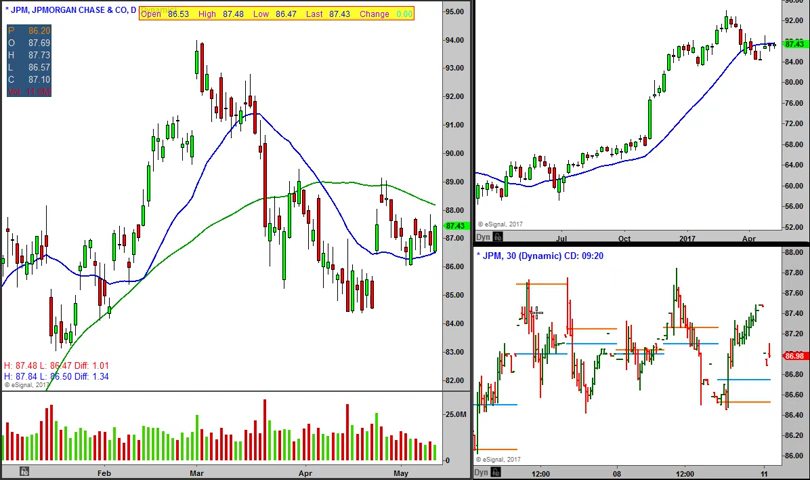 * JPM, JPMORGAN CHASE & CO, D
Open 86.53 High 87.48 Low 86.47 Last 87.43 Change 0.00
P 86.20
O 87.69
H 87.73
L 86.57
C 87.10
95.00
94.00
93.00
92.00
91.00
90.00
89.00
88.00
87.43
87.00
86.00
85.00
84.00
83.00
82.00
H: 87.48 L: 86.47 Diff: 1.01
H: 87.84 L: 86.50 Diff: 1.34
© eSignal, 2017
25.0M
0
Feb Mar Apr May
92.00
87.43
84.00
80.00
76.00
72.00
68.00
64.00
60.00
56.00
52.00
© eSignal, 2017
Dyn Jul Oct 2017 Apr
* JPM, 30 (Dynamic) CD: 09:20
88.00
87.80
87.60
87.40
87.20
86.98
86.80
86.60
86.40
86.20
86.00
© eSignal, 2017
Dyn 12:00 08 12:00 11